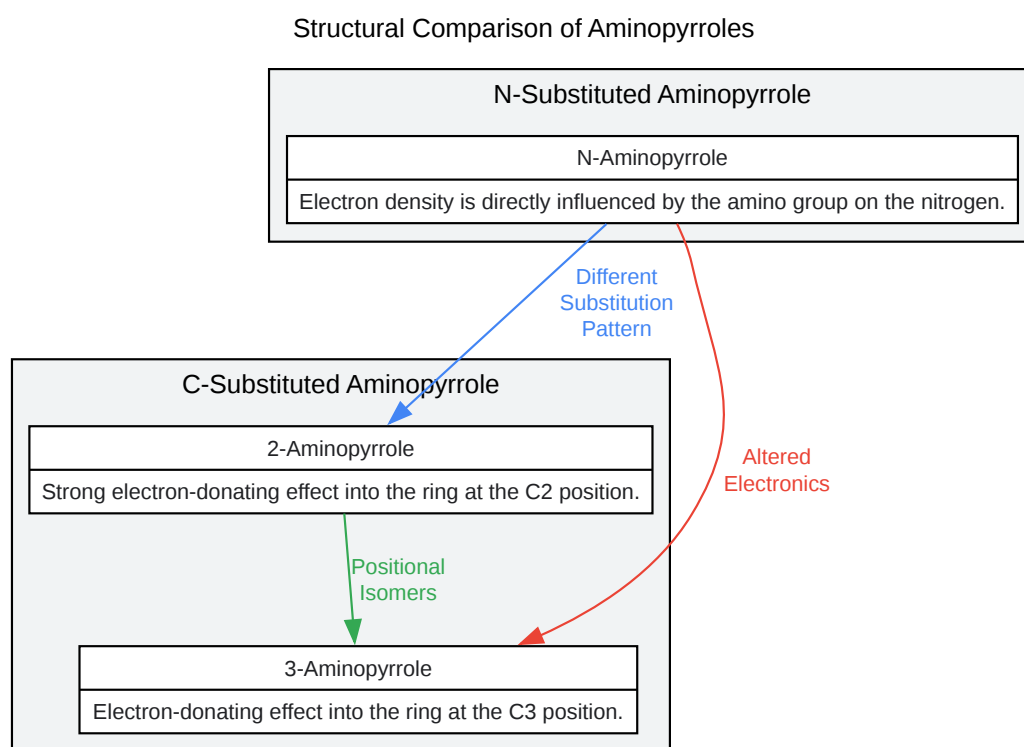 Structural Comparison of Aminopyrroles
N-Substituted Aminopyrrole
N-Aminopyrrole
Electron density is directly influenced by the amino group on the nitrogen.
Different
Substitution
Pattern
C-Substituted Aminopyrrole
2-Aminopyrrole
Strong electron-donating effect into the ring at the C2 position.
Altered
Electronics
Positional
Isomers
3-Aminopyrrole
Electron-donating effect into the ring at the C3 position.